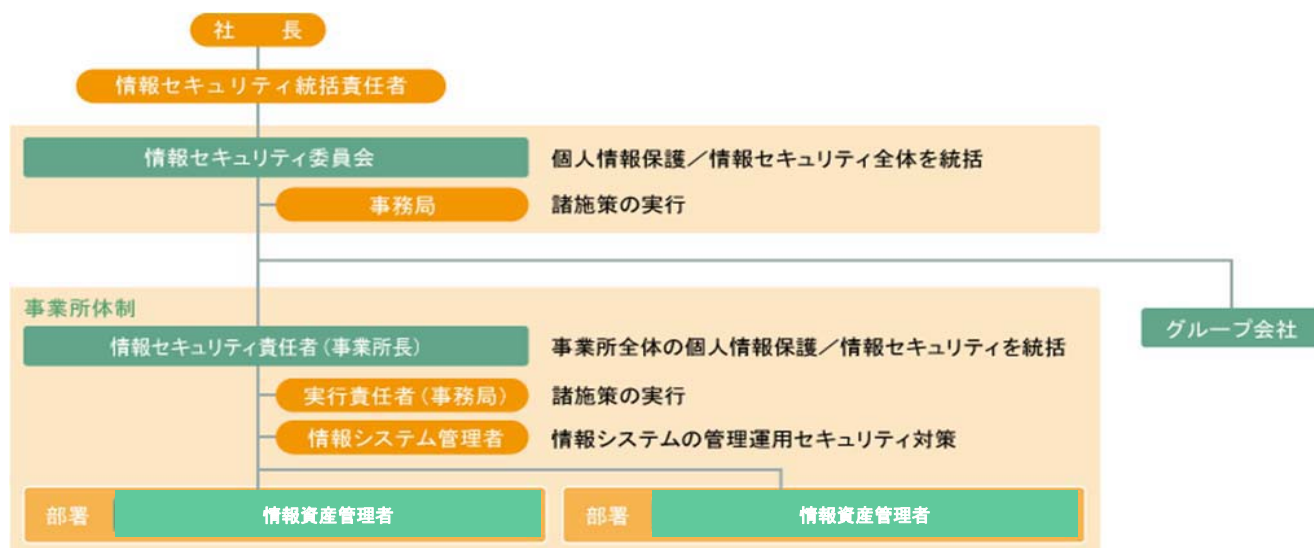 社　長
情報セキュリティ統括責任者
情報セキュリティ委員会
個人情報保護／情報セキュリティ全体を統括
事務局
諸施策の実行
事業所体制
グループ会社
情報セキュリティ責任者（事業所長）
事業所全体の個人情報保護／情報セキュリティを統括
実行責任者（事務局）
諸施策の実行
情報システム管理者
情報システムの管理運用セキュリティ対策
部署
情報資産管理者
部署
情報資産管理者